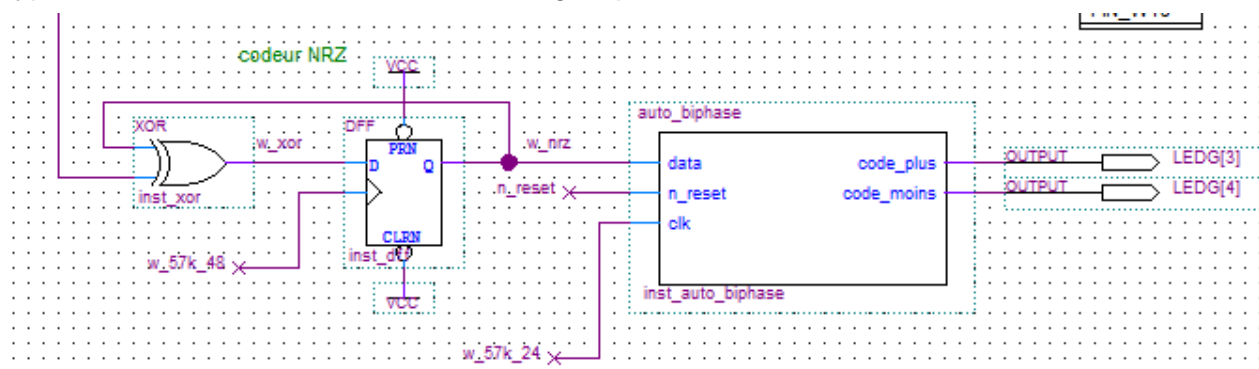 codeur NRZ
VCC
auto_biphase
XOR
DFF
w_xor
PRN
w_nrz
D
Q
data
code_plus
OUTPUT
LEDG[3]
n_reset
n_reset
code_moins
OUTPUT
LEDG[4]
inst_xor
clk
CLRN
inst_dff
w_57k_48
inst_auto_biphase
VCC
w_57k_24